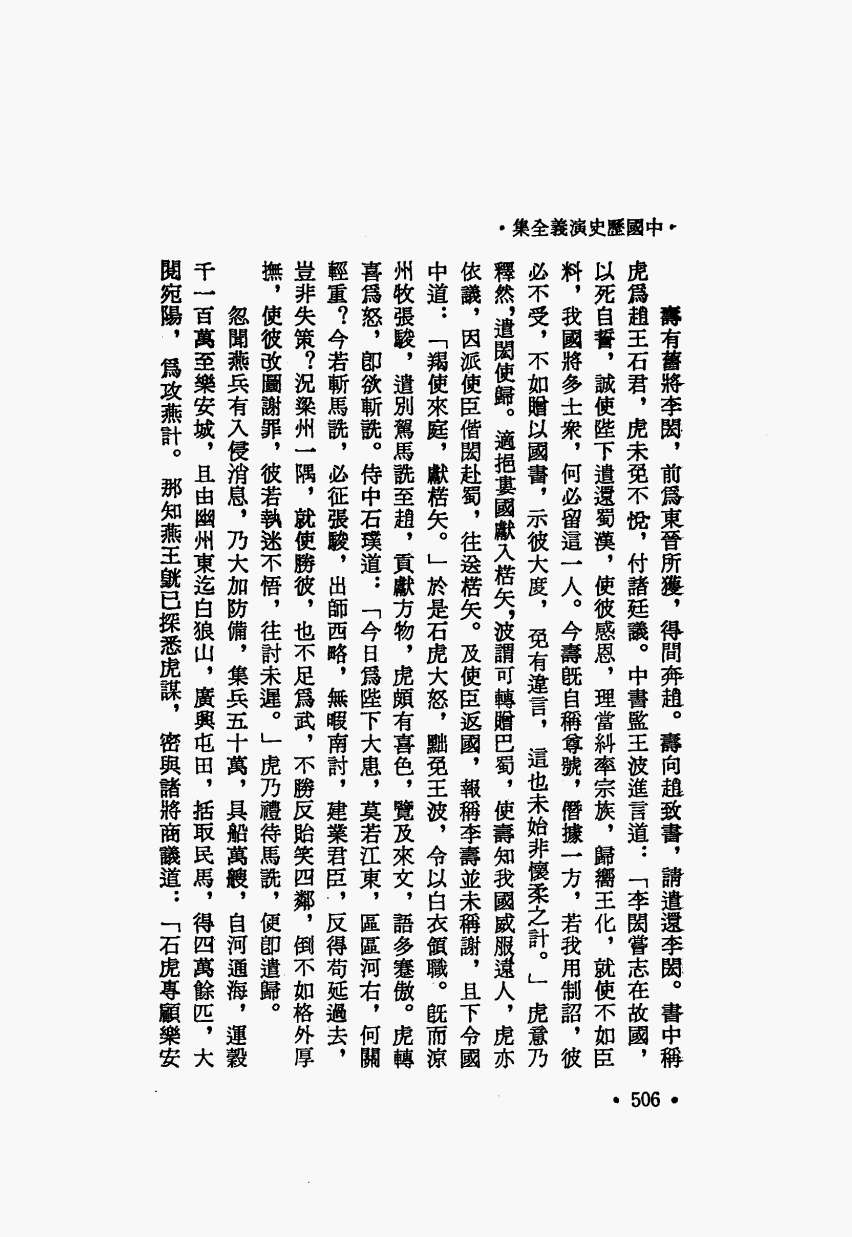 ·中國歷史演義全集·
壽有舊將李閎，前爲東晉所獲，得間奔趙。壽向趙致書，請遣還李閎。書中稱
虎爲趙王石君，虎未免不悅，付諸廷議。中書監王波進言道：「李閎嘗志在故國，
以死自誓，誠使陛下遣還蜀漢，使彼感恩，理當糾率宗族，歸嚮王化，就使不如臣
料，我國將多士衆，何必留這一人。今壽旣自稱尊號，僭據一方，若我用制詔，彼
必不受，不如贈以國書，示彼大度，免有違言，這也未始非懷柔之計。」虎意乃
釋然，遣閎使歸。適挹婁國獻入楛矢，波謂可轉贈巴蜀，使壽知我國威服遠人，虎亦
依議，因派使臣偕閎赴蜀，往送楛矢。及使臣返國，報稱李壽並未稱謝，且下令國
中道：「羯使來庭，獻楛矢。」於是石虎大怒，黜免王波，令以白衣領職。旣而涼
州牧張駿，遣別駕馬詵至趙，貢獻方物，虎頗有喜色，覽及來文，語多蹇傲。虎轉
喜爲怒，卽欲斬詵。侍中石璞道：「今日爲陛下大患，莫若江東，區區河右，何關
輕重？今若斬馬詵，必征張駿，出師西略，無暇南討，建業君臣，反得苟延過去，
豈非失策？況梁州一隅，就使勝彼，也不足爲武，不勝反貽笑四鄰，倒不如格外厚
撫，使彼改圖謝罪，彼若執迷不悟，往討未遲。」虎乃禮待馬詵，便卽遣歸。
忽聞燕兵有入侵消息，乃大加防備，集兵五十萬，具船萬艘，自河通海，運穀
千一百萬至樂安城，且由幽州東迄白狼山，廣興屯田，括取民馬，得四萬餘匹，大
閱宛陽，爲攻燕計。那知燕王皝已探悉虎謀，密與諸將商議道：「石虎專顧樂安
·506·